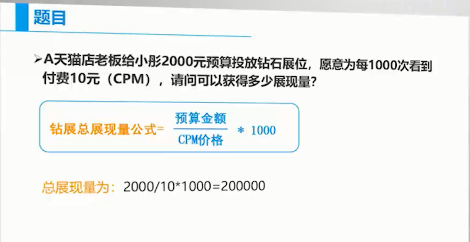 题目
➢A天猫店老板给小彤2000元预算投放钻石展位，愿意为每1000次看到
付费10元（CPM），请问可以获得多少展现量？
钻展总展现量公式= 预算金额/CPM价格 * 1000
总展现量为：2000/10*1000=200000